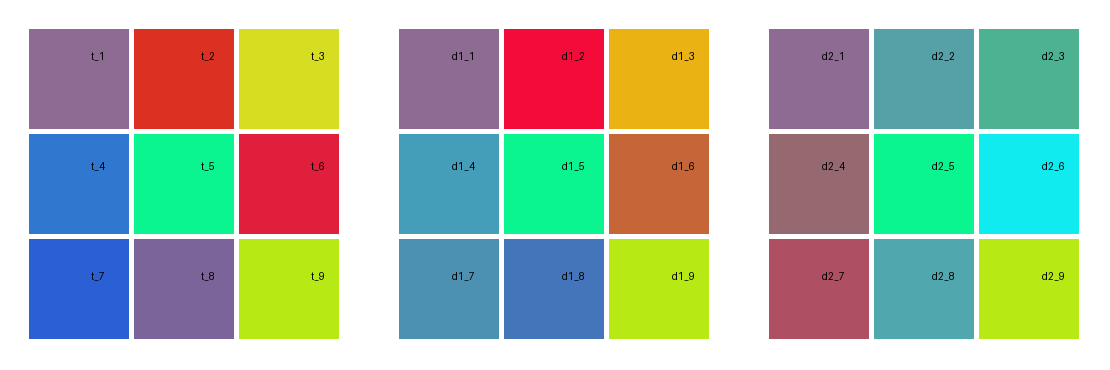 t_1 t_2 t_3 d1_1 d1_2 d1_3 d2_1 d2_2 d2_3
t_4 t_5 t_6 d1_4 d1_5 d1_6 d2_4 d2_5 d2_6
t_7 t_8 t_9 d1_7 d1_8 d1_9 d2_7 d2_8 d2_9